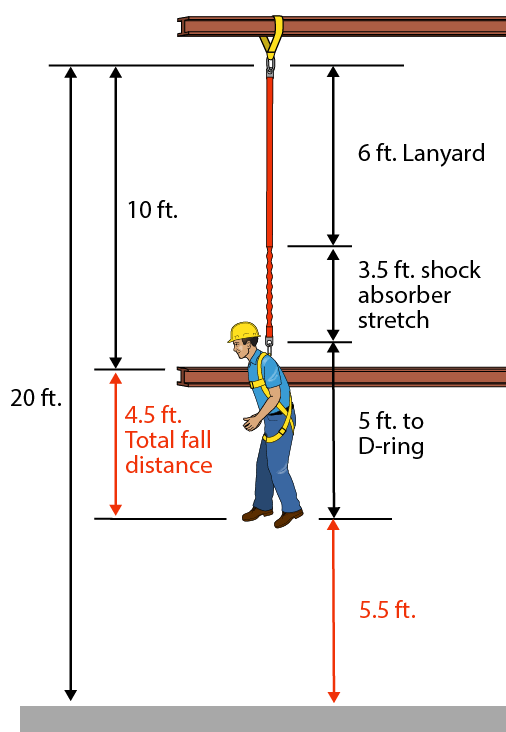 6 ft. Lanyard
10 ft.
3.5 ft. shock
absorber
stretch
20 ft.
4.5 ft.
Total fall
distance
5 ft. to
D-ring
5.5 ft.